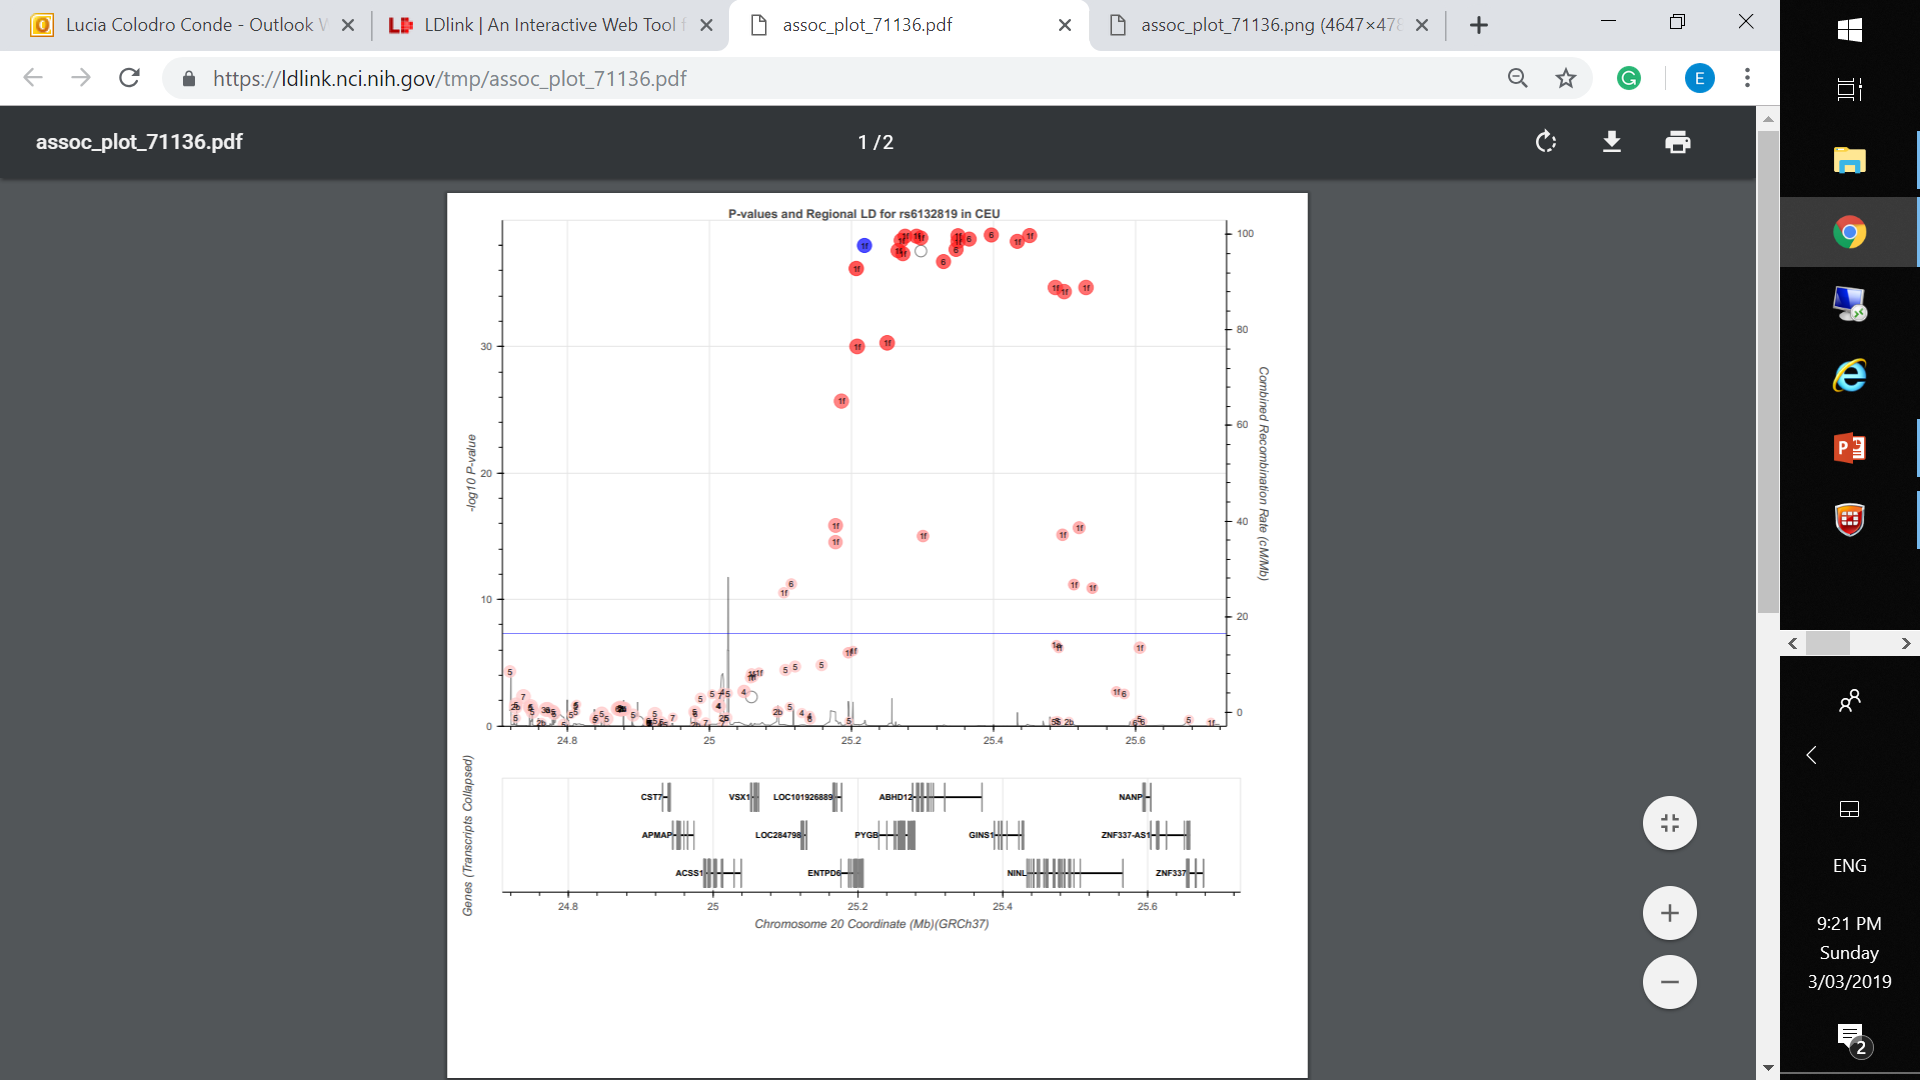 Lucia Colodro Conde - Outlook
LDlink | An Interactive Web Tool f
assoc_plot_71136.pdf
assoc_plot_71136.png (4647×478
https://ldlink.nci.nih.gov/tmp/assoc_plot_71136.pdf
E
assoc_plot_71136.pdf
1 / 2
P-values and Regional LD for rs6132819 in CEU
100
80
60
40
20
0
30
20
10
0
-log10 P-value
Combined Recombination Rate (cM/Mb)
24.8 25 25.2 25.4 25.6
Genes (Transcripts Collapsed)
CST7 VSX1 LOC101926889 ABHD12 NANP
APMAP LOC284798 PYGB GINS1 ZNF337-AS1
ACSS1 ENTPD6 NINL ZNF337
24.8 25 25.2 25.4 25.6
Chromosome 20 Coordinate (Mb)(GRCh37)
ENG
9:21 PM
Sunday
3/03/2019
2